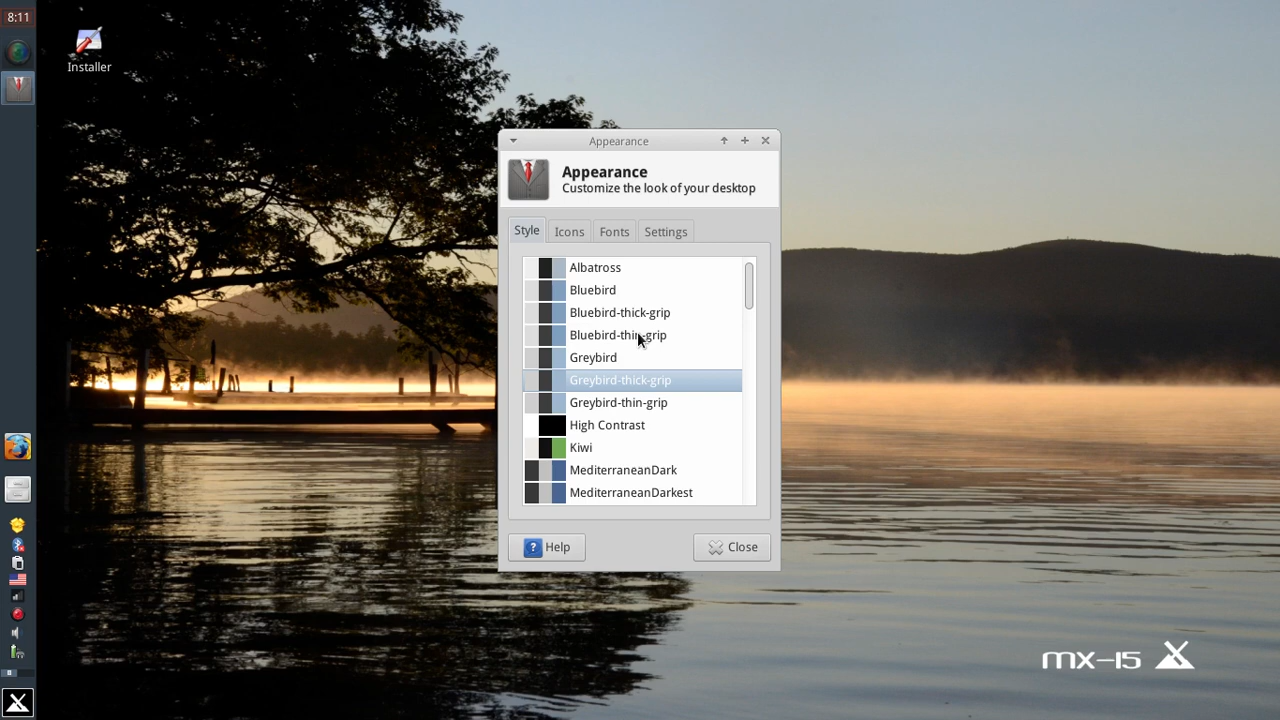 8:11
Installer
Appearance
Appearance
Customize the look of your desktop
Style Icons Fonts Settings
Albatross
Bluebird
Bluebird-thick-grip
Bluebird-thin-grip
Greybird
Greybird-thick-grip
Greybird-thin-grip
High Contrast
Kiwi
MediterraneanDark
MediterraneanDarkest
? Help Close
mx-15